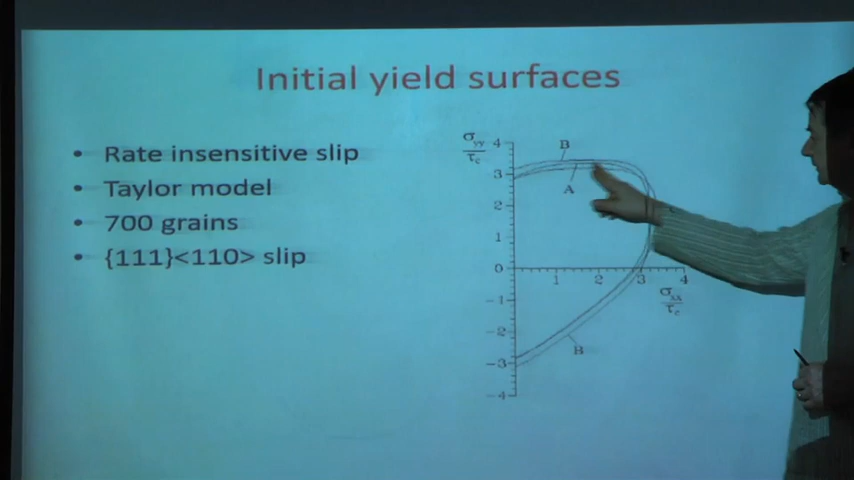 Initial yield surfaces
• Rate insensitive slip
• Taylor model
• 700 grains
• {111}<110> slip
σyy
τc
4
3
2
1
0
−1
−2
−3
−4
B
A
B
1 2 3 4
σxx
τc